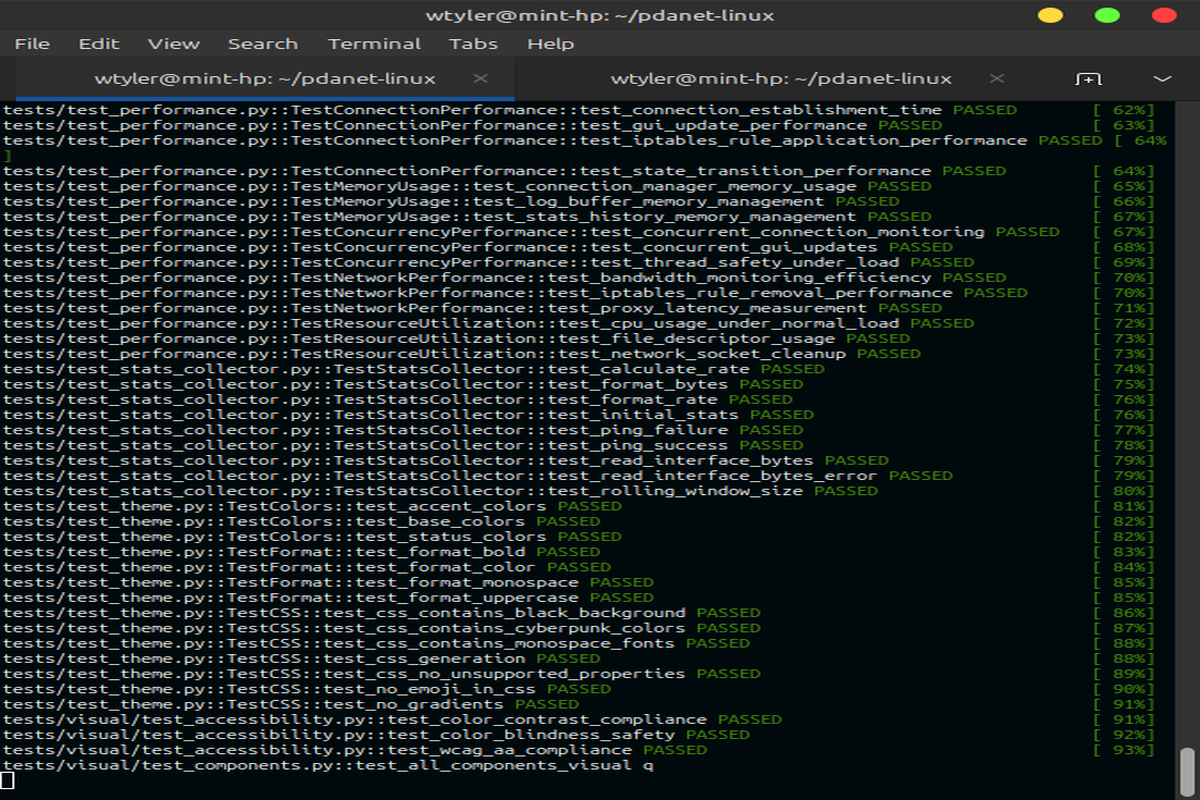 wtyler@mint-hp: ~/pdanet-linux
File Edit View Search Terminal Tabs Help
wtyler@mint-hp: ~/pdanet-linux × wtyler@mint-hp: ~/pdanet-linux ×
tests/test_performance.py::TestConnectionPerformance::test_connection_establishment_time PASSED [ 62%]
tests/test_performance.py::TestConnectionPerformance::test_gui_update_performance PASSED [ 63%]
tests/test_performance.py::TestConnectionPerformance::test_iptables_rule_application_performance PASSED [ 64%
]
tests/test_performance.py::TestConnectionPerformance::test_state_transition_performance PASSED [ 64%]
tests/test_performance.py::TestMemoryUsage::test_connection_manager_memory_usage PASSED [ 65%]
tests/test_performance.py::TestMemoryUsage::test_log_buffer_memory_management PASSED [ 66%]
tests/test_performance.py::TestMemoryUsage::test_stats_history_memory_management PASSED [ 67%]
tests/test_performance.py::TestConcurrencyPerformance::test_concurrent_connection_monitoring PASSED [ 67%]
tests/test_performance.py::TestConcurrencyPerformance::test_concurrent_gui_updates PASSED [ 68%]
tests/test_performance.py::TestConcurrencyPerformance::test_thread_safety_under_load PASSED [ 69%]
tests/test_performance.py::TestNetworkPerformance::test_bandwidth_monitoring_efficiency PASSED [ 70%]
tests/test_performance.py::TestNetworkPerformance::test_iptables_rule_removal_performance PASSED [ 70%]
tests/test_performance.py::TestNetworkPerformance::test_proxy_latency_measurement PASSED [ 71%]
tests/test_performance.py::TestResourceUtilization::test_cpu_usage_under_normal_load PASSED [ 72%]
tests/test_performance.py::TestResourceUtilization::test_file_descriptor_usage PASSED [ 73%]
tests/test_performance.py::TestResourceUtilization::test_network_socket_cleanup PASSED [ 73%]
tests/test_stats_collector.py::TestStatsCollector::test_calculate_rate PASSED [ 74%]
tests/test_stats_collector.py::TestStatsCollector::test_format_bytes PASSED [ 75%]
tests/test_stats_collector.py::TestStatsCollector::test_format_rate PASSED [ 76%]
tests/test_stats_collector.py::TestStatsCollector::test_initial_stats PASSED [ 76%]
tests/test_stats_collector.py::TestStatsCollector::test_ping_failure PASSED [ 77%]
tests/test_stats_collector.py::TestStatsCollector::test_ping_success PASSED [ 78%]
tests/test_stats_collector.py::TestStatsCollector::test_read_interface_bytes PASSED [ 79%]
tests/test_stats_collector.py::TestStatsCollector::test_read_interface_bytes_error PASSED [ 79%]
tests/test_stats_collector.py::TestStatsCollector::test_rolling_window_size PASSED [ 80%]
tests/test_theme.py::TestColors::test_accent_colors PASSED [ 81%]
tests/test_theme.py::TestColors::test_base_colors PASSED [ 82%]
tests/test_theme.py::TestColors::test_status_colors PASSED [ 82%]
tests/test_theme.py::TestFormat::test_format_bold PASSED [ 83%]
tests/test_theme.py::TestFormat::test_format_color PASSED [ 84%]
tests/test_theme.py::TestFormat::test_format_monospace PASSED [ 85%]
tests/test_theme.py::TestFormat::test_format_uppercase PASSED [ 85%]
tests/test_theme.py::TestCSS::test_css_contains_black_background PASSED [ 86%]
tests/test_theme.py::TestCSS::test_css_contains_cyberpunk_colors PASSED [ 87%]
tests/test_theme.py::TestCSS::test_css_contains_monospace_fonts PASSED [ 88%]
tests/test_theme.py::TestCSS::test_css_generation PASSED [ 88%]
tests/test_theme.py::TestCSS::test_css_no_unsupported_properties PASSED [ 89%]
tests/test_theme.py::TestCSS::test_no_emoji_in_css PASSED [ 90%]
tests/test_theme.py::TestCSS::test_no_gradients PASSED [ 91%]
tests/visual/test_accessibility.py::test_color_contrast_compliance PASSED [ 91%]
tests/visual/test_accessibility.py::test_color_blindness_safety PASSED [ 92%]
tests/visual/test_accessibility.py::test_wcag_aa_compliance PASSED [ 93%]
tests/visual/test_components.py::test_all_components_visual q